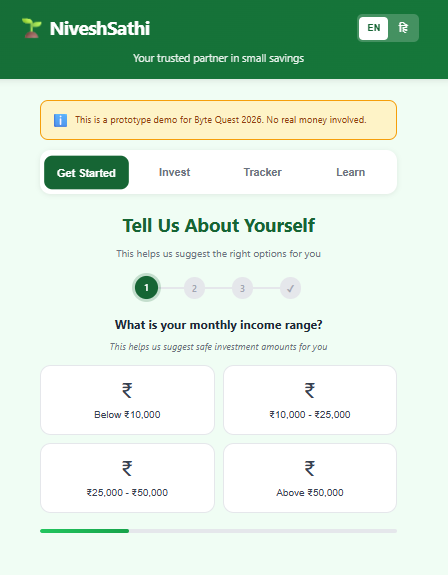 NiveshSathi
EN हि
Your trusted partner in small savings
This is a prototype demo for Byte Quest 2026. No real money involved.
Get Started Invest Tracker Learn
Tell Us About Yourself
This helps us suggest the right options for you
1 2 3 ✓
What is your monthly income range?
This helps us suggest safe investment amounts for you
₹ ₹
Below ₹10,000 ₹10,000 - ₹25,000
₹ ₹
₹25,000 - ₹50,000 Above ₹50,000